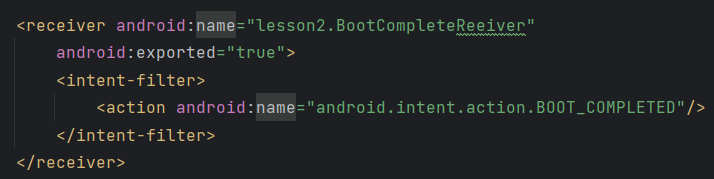 <receiver android:name="lesson2.BootCompleteReeiver"
android:exported="true">
<intent-filter>
<action android:name="android.intent.action.BOOT_COMPLETED"/>
</intent-filter>
</receiver>